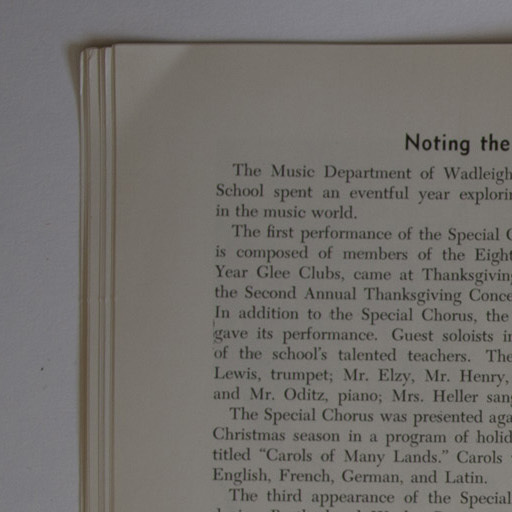 Noting the
The Music Department of Wadleigh
School spent an eventful year explorin
in the music world.
The first performance of the Special C
is composed of members of the Eight
Year Glee Clubs, came at Thanksgiving
the Second Annual Thanksgiving Conce
In addition to the Special Chorus, the
gave its performance. Guest soloists in
of the school's talented teachers. The
Lewis, trumpet; Mr. Elzy, Mr. Henry,
and Mr. Oditz, piano; Mrs. Heller sang
The Special Chorus was presented aga
Christmas season in a program of holid
titled “Carols of Many Lands.” Carols
English, French, German, and Latin.
The third appearance of the Special